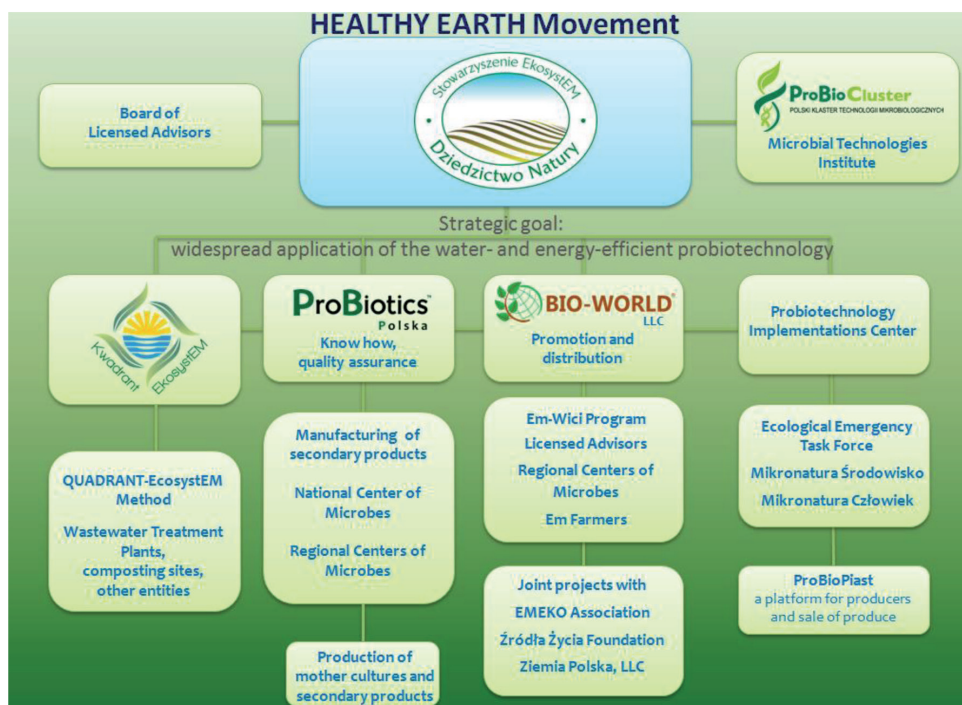 HEALTHY EARTH Movement
Board of
Licensed Advisors
Stowarzyszenie EkosystEM
Dziedzictwo Natury
ProBioCluster
POLSKI KLASTER TECHNOLOGII MIKROBIOLOGICZNYCH
Microbial Technologies
Institute
Strategic goal:
widespread application of the water- and energy-efficient probiotechnology
Kwadrant EkosystEM
ProBiotics™
Polska
Know how,
quality assurance
BIO-WORLD®
LLC
Promotion and
distribution
Probiotechnology
Implementations Center
QUADRANT-EcosystEM
Method
Wastewater Treatment
Plants,
composting sites,
other entities
Manufacturing of
secondary products
National Center of
Microbes
Regional Centers of
Microbes
Production of
mother cultures and
secondary products
Em-Wici Program
Licensed Advisors
Regional Centers of
Microbes
Em Farmers
Joint projects with
EMEKO Association
Źródła Życia Foundation
Ziemia Polska, LLC
Ecological Emergency
Task Force
Mikronatura Środowisko
Mikronatura Człowiek
ProBioPlast
a platform for producers
and sale of produce